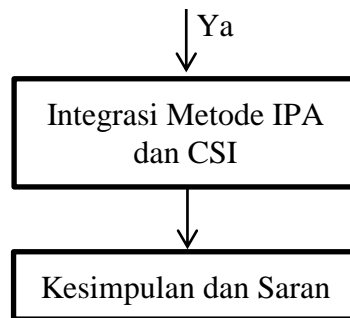 Ya
Integrasi Metode IPA
dan CSI
Kesimpulan dan Saran